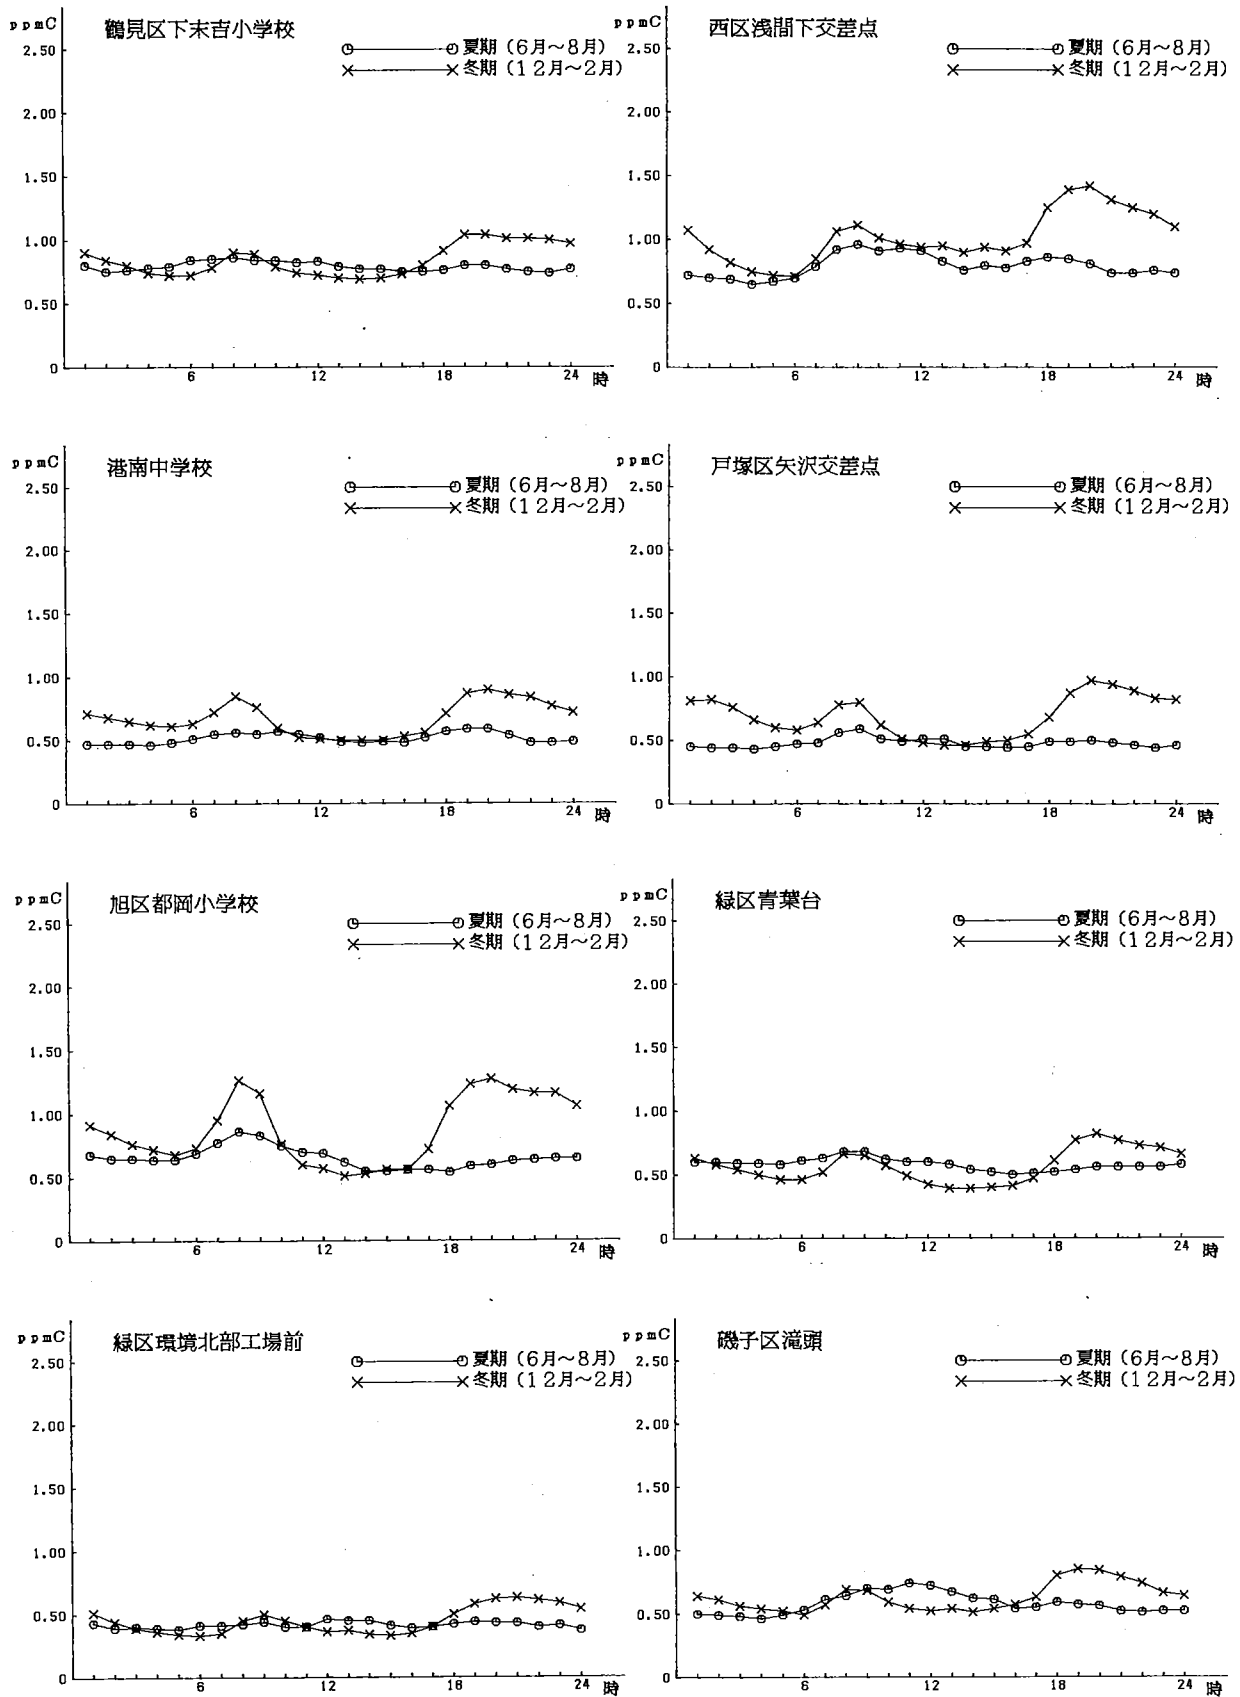 ppmC 鶴見区下末吉小学校
2.50
夏期（6月～8月）
冬期（12月～2月）
2.00
1.50
1.00
0.50
0
6 12 18 24 時
ppmC 西区浅間下交差点
2.50
夏期（6月～8月）
冬期（12月～2月）
2.00
1.50
1.00
0.50
0
6 12 18 24 時
ppmC 港南中学校
2.50
夏期（6月～8月）
冬期（12月～2月）
2.00
1.50
1.00
0.50
0
6 12 18 24 時
ppmC 戸塚区矢沢交差点
2.50
夏期（6月～8月）
冬期（12月～2月）
2.00
1.50
1.00
0.50
0
6 12 18 24 時
ppmC 旭区都岡小学校
2.50
夏期（6月～8月）
冬期（12月～2月）
2.00
1.50
1.00
0.50
0
6 12 18 24 時
ppmC 緑区青葉台
2.50
夏期（6月～8月）
冬期（12月～2月）
2.00
1.50
1.00
0.50
0
6 12 18 24 時
ppmC 緑区環境北部工場前
2.50
夏期（6月～8月）
冬期（12月～2月）
2.00
1.50
1.00
0.50
0
6 12 18 24 時
ppmC 磯子区滝頭
2.50
夏期（6月～8月）
冬期（12月～2月）
2.00
1.50
1.00
0.50
0
6 12 18 24 時